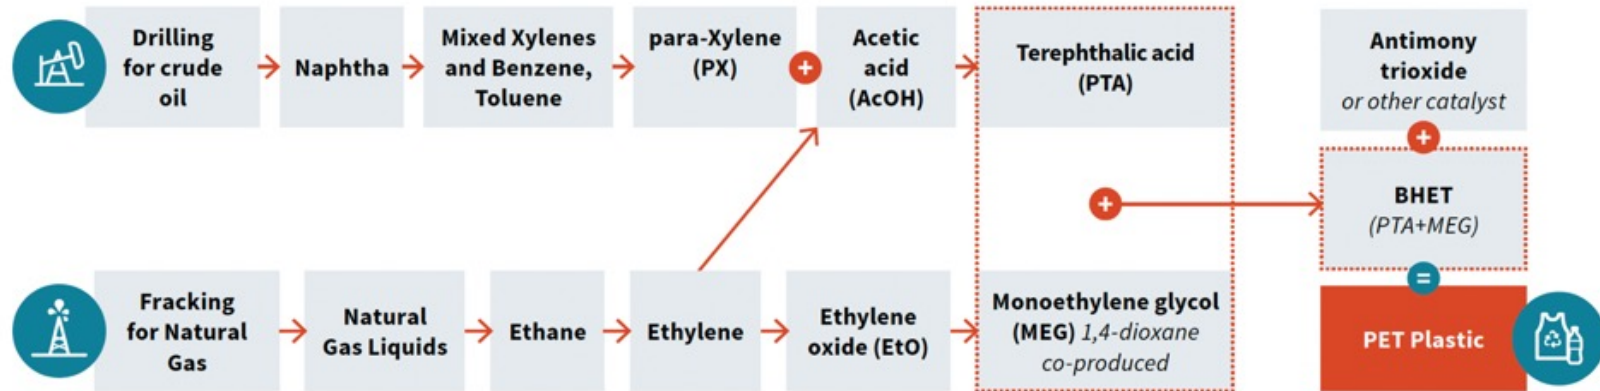 Drilling
for crude
oil
Naphtha
Mixed Xylenes
and Benzene,
Toluene
para-Xylene
(PX)
+
Acetic
acid
(AcOH)
Terephthalic acid
(PTA)
Antimony
trioxide
or other catalyst
+
+
BHET
(PTA+MEG)
=
Fracking
for Natural
Gas
Natural
Gas Liquids
Ethane
Ethylene
Ethylene
oxide (EtO)
Monoethylene glycol
(MEG) 1,4-dioxane
co-produced
PET Plastic